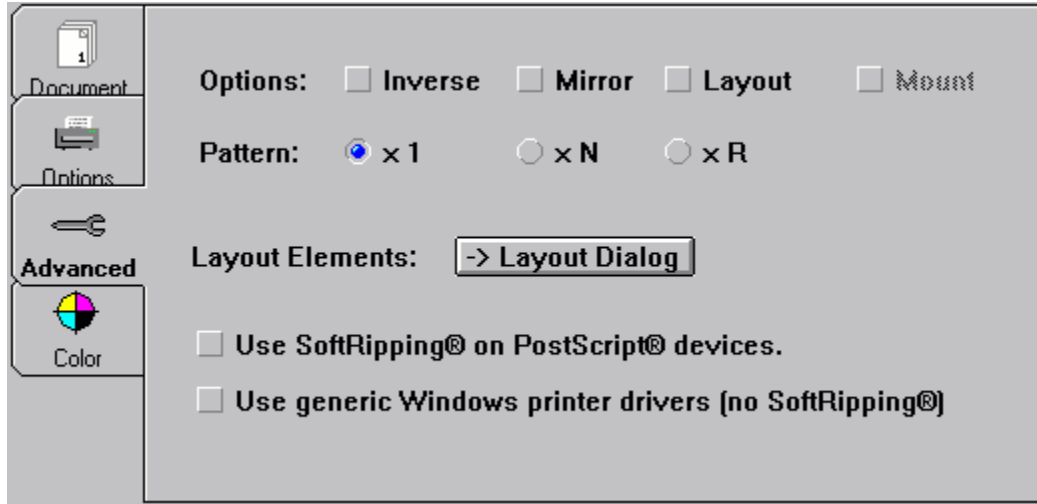 1
Document
Options
Advanced
Color
Options: Inverse Mirror Layout Mount
Pattern: x 1 x N x R
Layout Elements: -> Layout Dialog
Use SoftRipping® on PostScript® devices.
Use generic Windows printer drivers (no SoftRipping®)